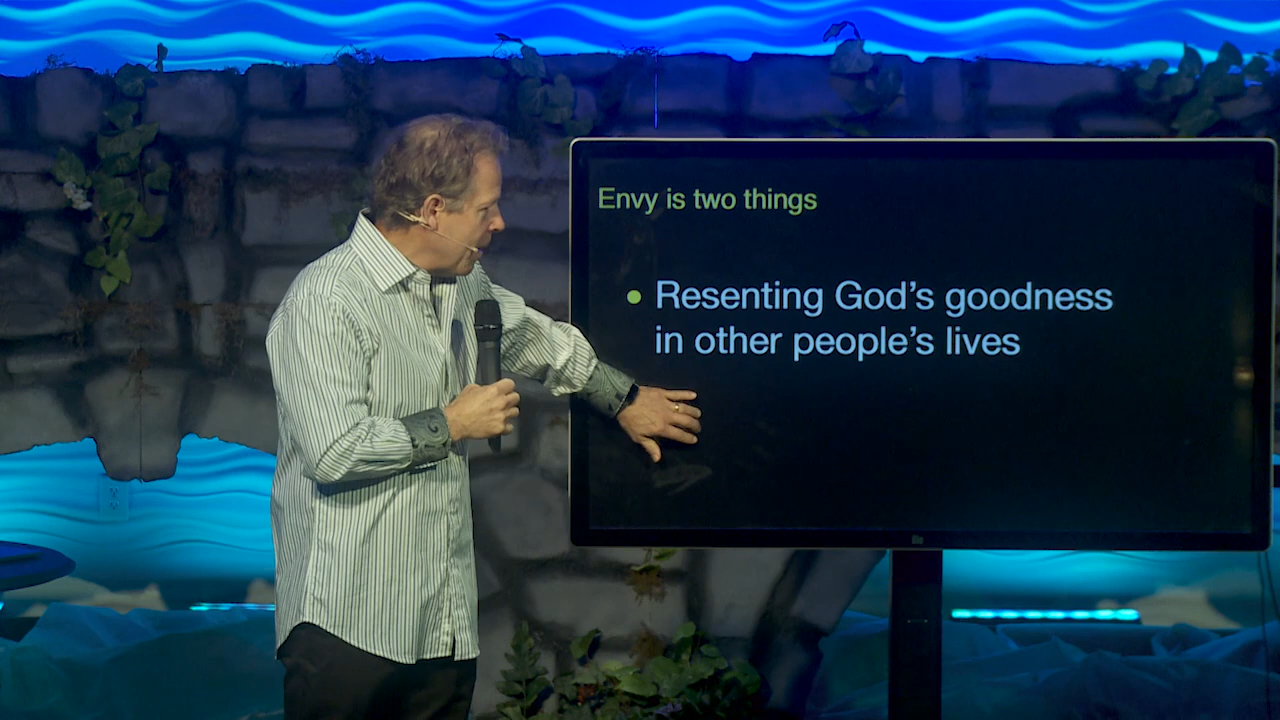 Envy is two things
• Resenting God's goodness
in other people's lives